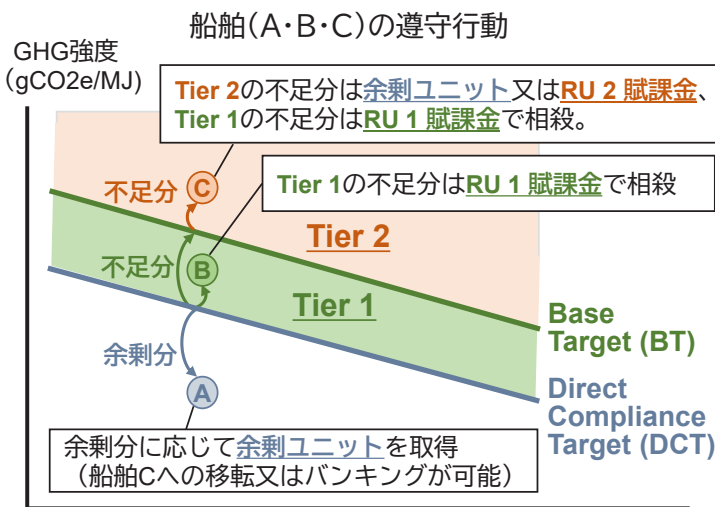 船舶(A・B・C)の遵守行動
GHG強度
(gCO2e/MJ)
Tier 2の不足分は余剰ユニット又はRU 2 賦課金、
Tier 1の不足分はRU 1 賦課金で相殺。
不足分
C
Tier 1の不足分はRU 1 賦課金で相殺
Tier 2
不足分
B
Tier 1
Base
Target (BT)
余剰分
A
Direct
Compliance
Target (DCT)
余剰分に応じて余剰ユニットを取得
(船舶Cへの移転又はバンキングが可能)